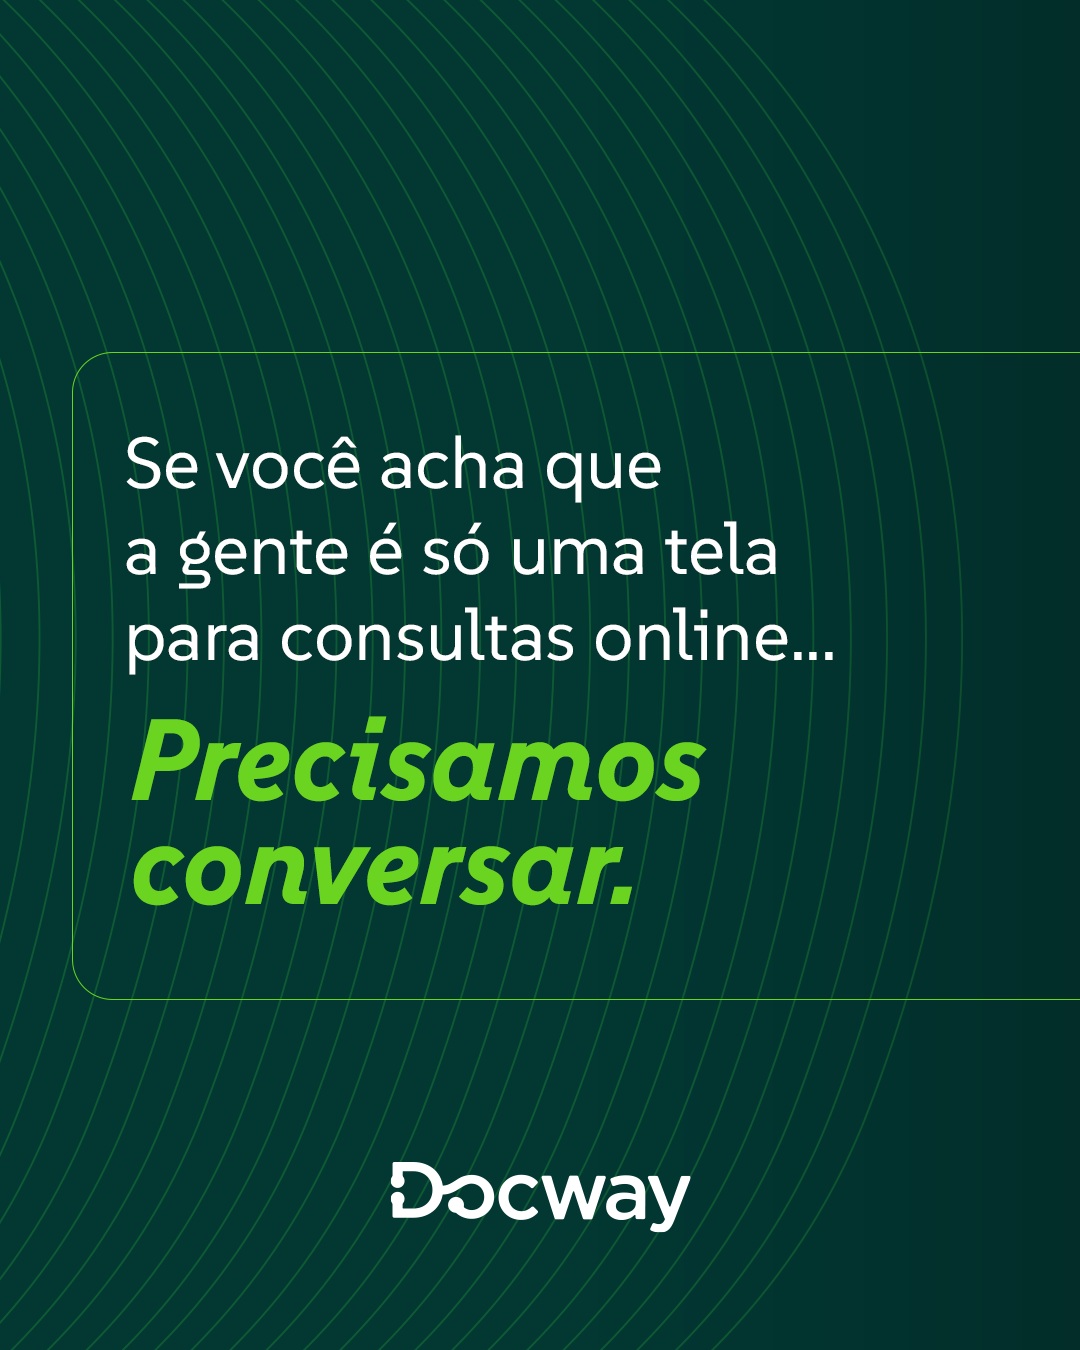 Se você acha que
a gente é só uma tela
para consultas online...
Precisamos
conversar.
Docway